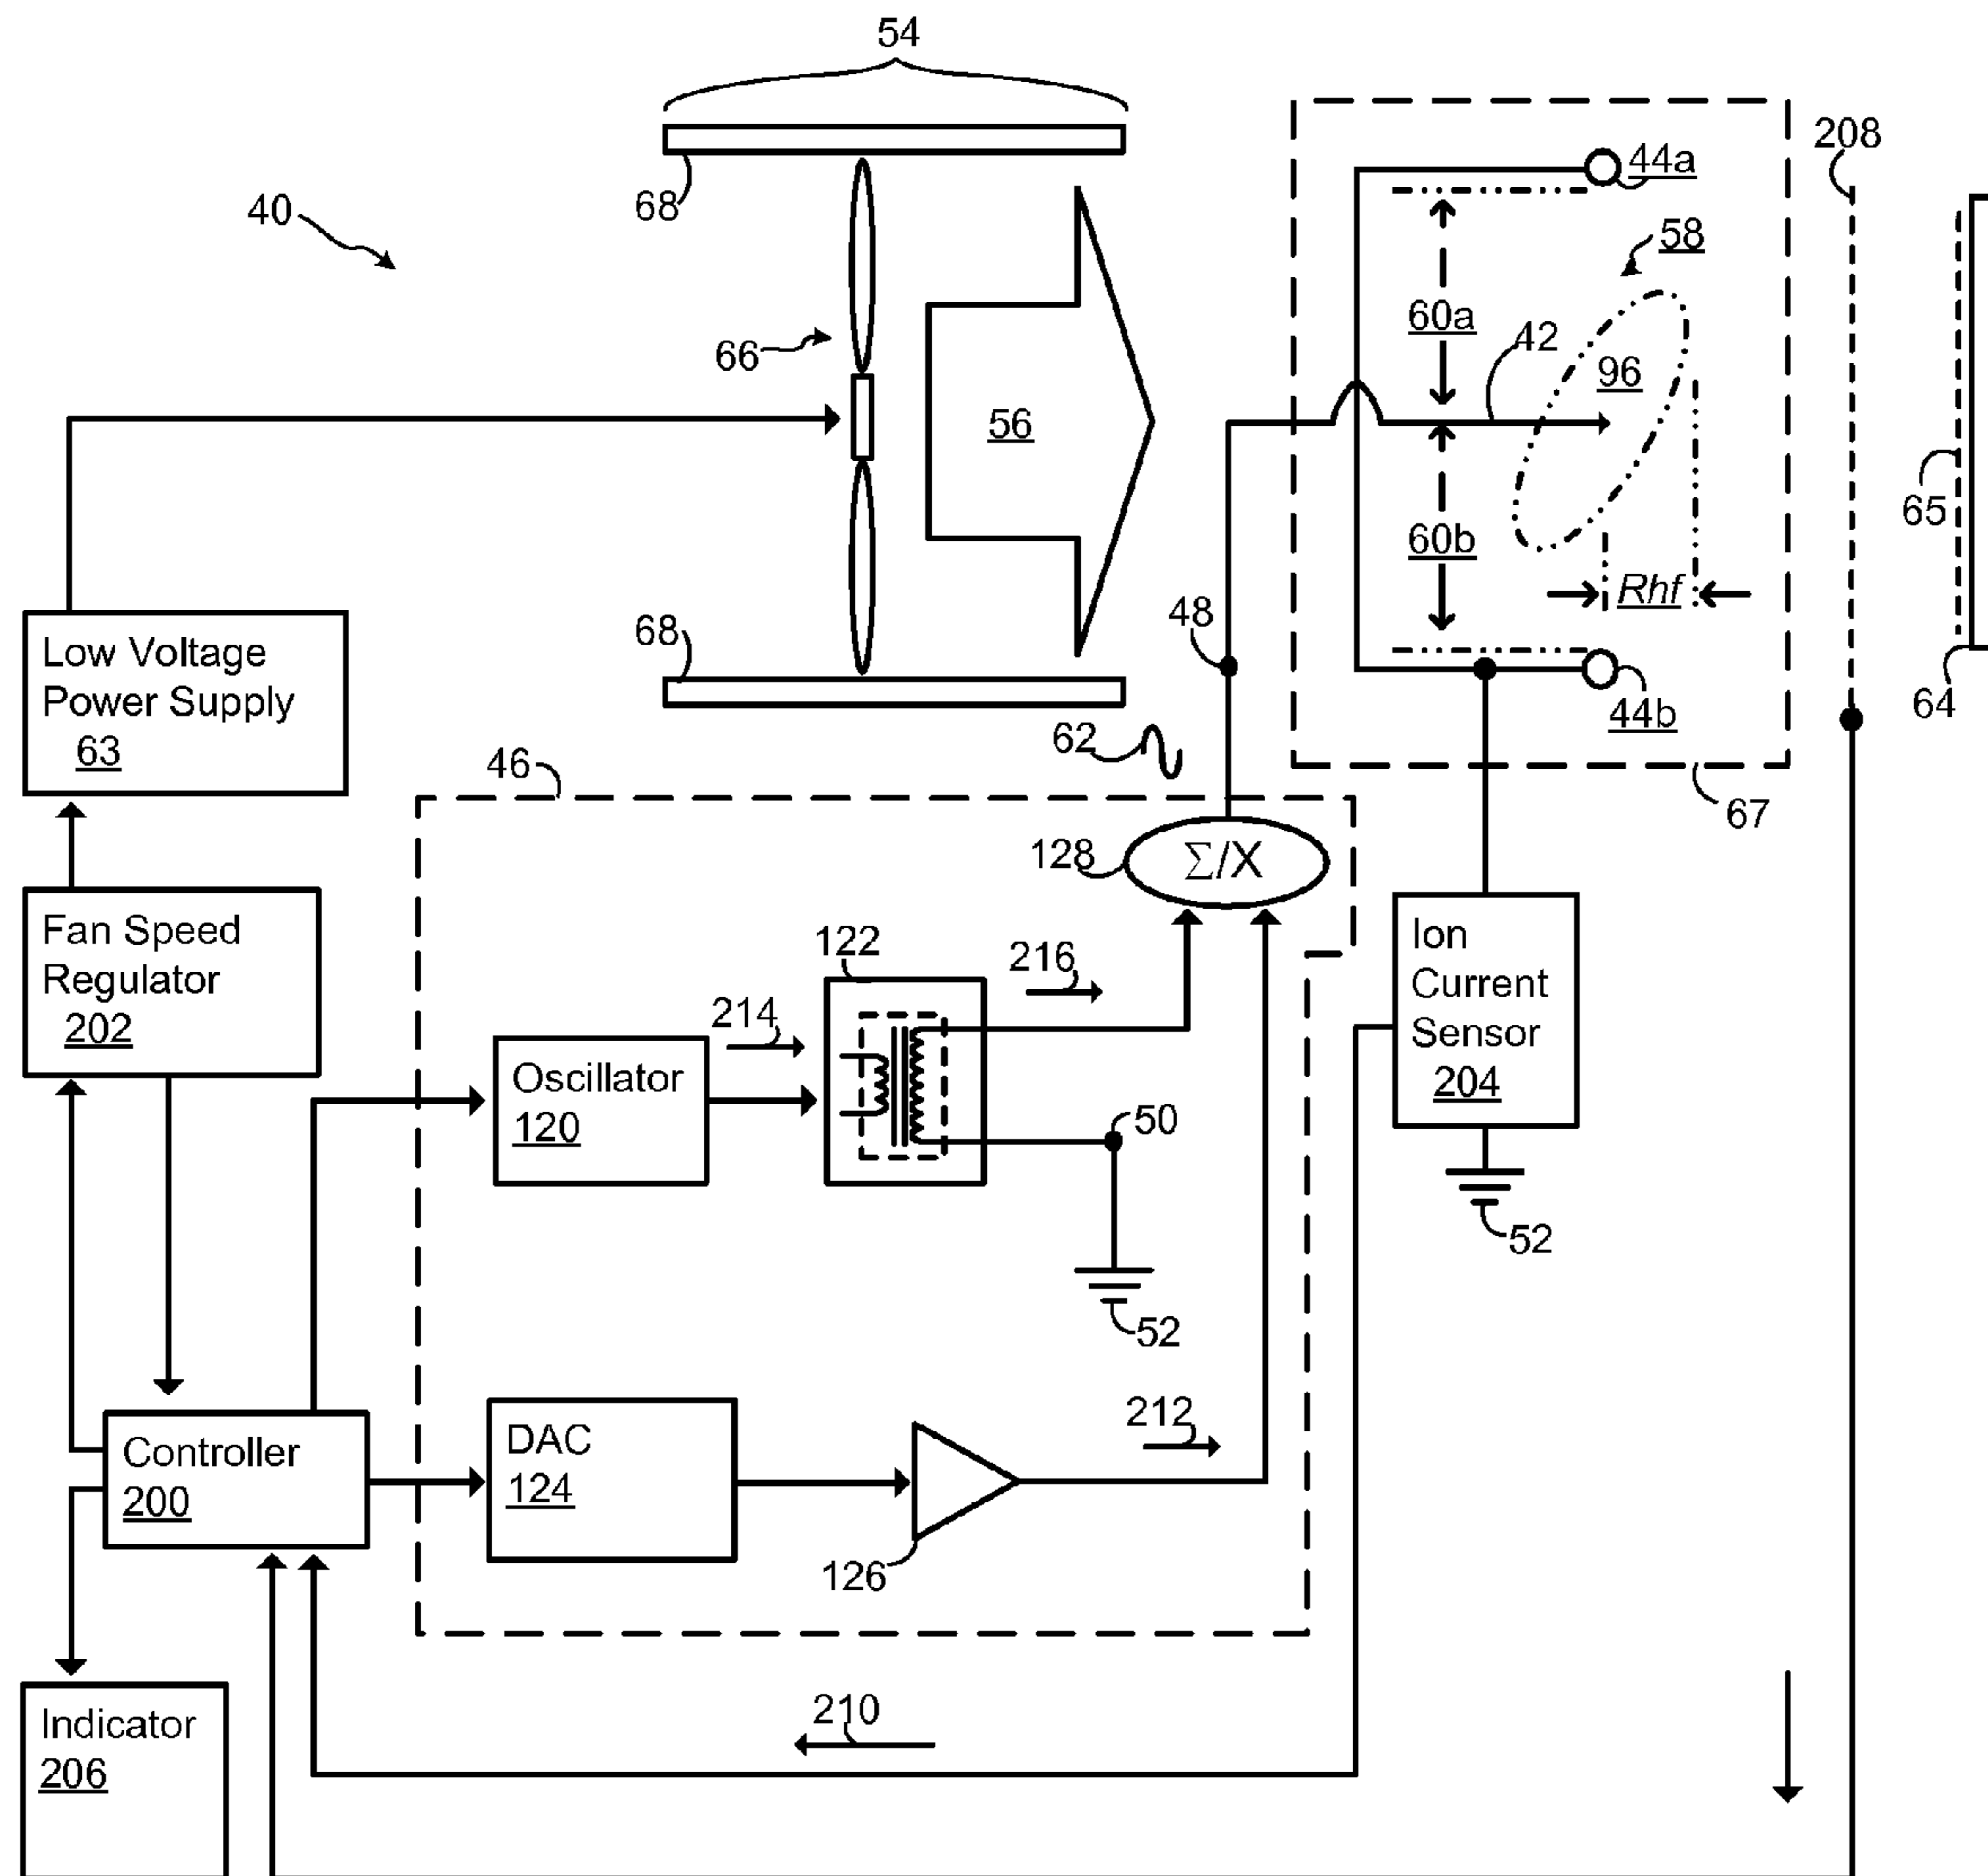 54
208
44a
68
40
58
60a
42
66
96
56
65
60b
Rhf
48
68
Low Voltage
Power Supply
63
64
44b
62
46
67
128
Σ/X
Fan Speed
Regulator
202
122
216
Ion
Current
Sensor
204
214
Oscillator
120
50
52
52
212
DAC
124
Controller
200
126
210
Indicator
206